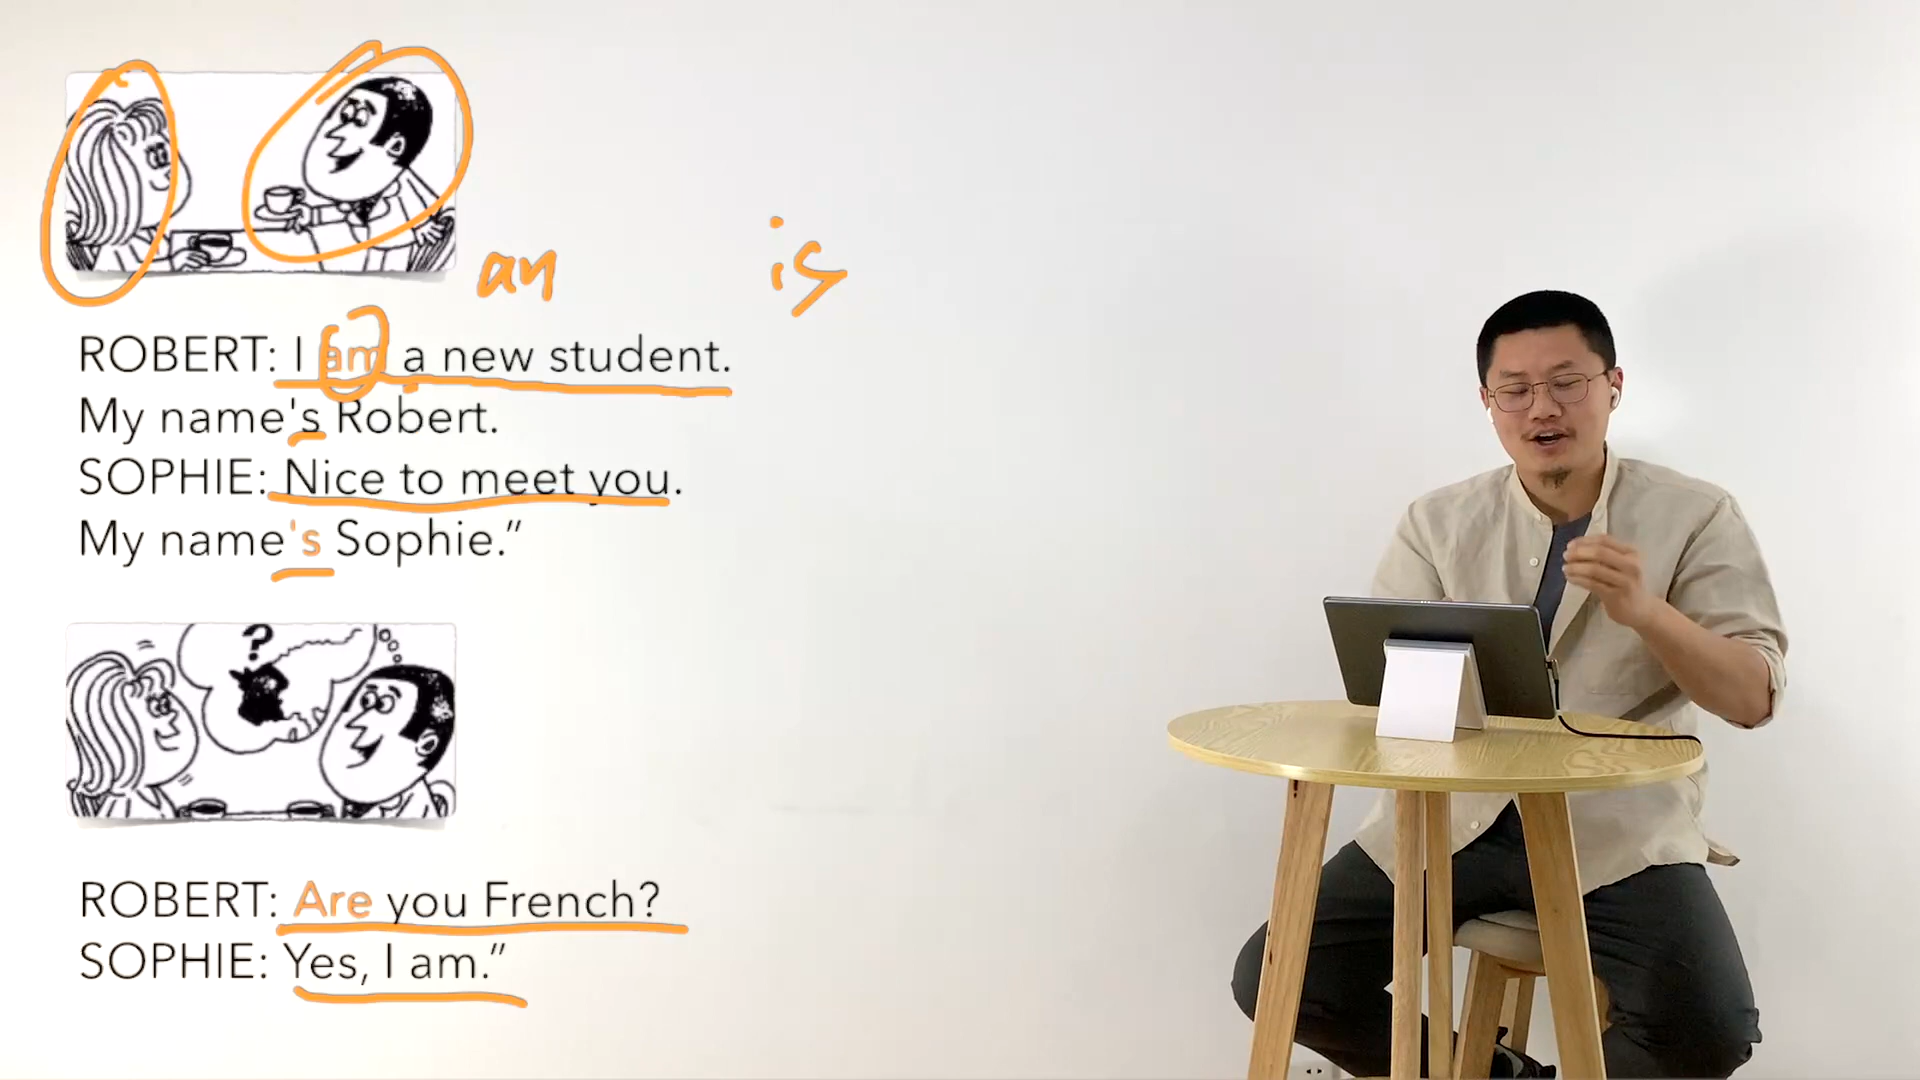 ?
an is
ROBERT: I am a new student.
My name's Robert.
SOPHIE: Nice to meet you.
My name's Sophie.”
ROBERT: Are you French?
SOPHIE: Yes, I am.”